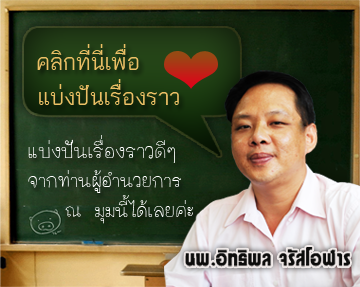 คลิกที่นี่เพื่อ
แบ่งปันเรื่องราว
แบ่งปันเรื่องราวดีๆ
จากท่านผู้อำนวยการ
ณ มุมนี้ได้เลยค่ะ
นพ.อิทธิพล จรัสโอฬาร